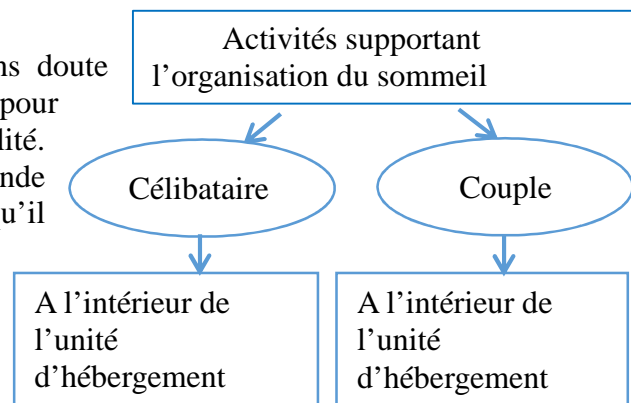 ns doute
pour
lité.
nde
u’il
Activités supportant
l’organisation du sommeil
Célibataire
Couple
A l’intérieur de
l’unité
d’hébergement
A l’intérieur de
l’unité
d’hébergement